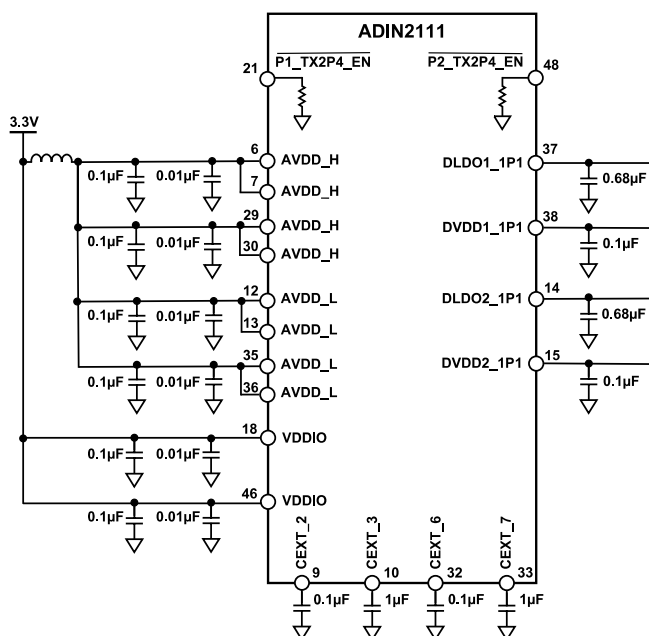 ADIN2111
21
P1_TX2P4_EN
P2_TX2P4_EN
48
3.3V
6
AVDD_H
0.1µF
0.01µF
7
AVDD_H
29
AVDD_H
0.1µF
0.01µF
30
AVDD_H
12
AVDD_L
0.1µF
0.01µF
13
AVDD_L
35
AVDD_L
0.1µF
0.01µF
36
AVDD_L
18
VDDIO
0.1µF
0.01µF
46
VDDIO
0.1µF
0.01µF
DLDO1_1P1
37
0.68µF
DVDD1_1P1
38
0.1µF
DLDO2_1P1
14
0.68µF
DVDD2_1P1
15
0.1µF
CEXT_2
CEXT_3
CEXT_6
CEXT_7
9
10
32
33
0.1µF
1µF
0.1µF
1µF